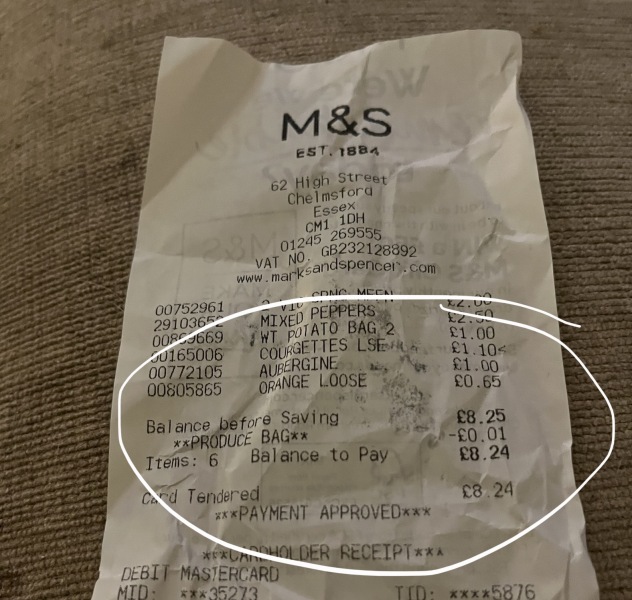 M&S
EST. 1884
62 High Street
Chelmsford
Essex
CM1 1DH
01245 269555
VAT NO. GB232128892
www.marksandspencer.com
00752961 £2.00
MIXED PEPPERS £2.50
WT POTATO BAG 2 £1.00
00165006 COURGETTES LSE £1.10
00772105 AUBERGINE £1.00
00805865 ORANGE LOOSE £0.65
Balance before Saving £8.25
**PRODUCE BAG** -£0.01
Items: 6 Balance to Pay £8.24
Card Tendered £8.24
***PAYMENT APPROVED***
***CARDHOLDER RECEIPT***
DEBIT MASTERCARD
MID: ***35273 TID: ****5876